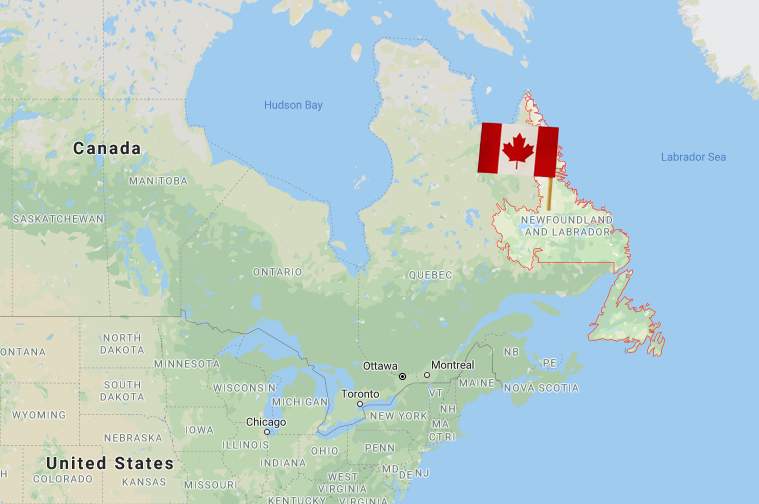 Hudson Bay
Canada
Labrador Sea
MANITOBA
SASKATCHEWAN
NEWFOUNDLAND
AND LABRADOR
ONTARIO
QUEBEC
ONTANA
NORTH
DAKOTA
MINNESOTA
Ottawa
Montreal
NB
PE
MAINE
NOVA SCOTIA
SOUTH
DAKOTA
WISCONSIN
MICHIGAN
Toronto
VT
NH
WYOMING
NEW YORK
MA
CT RI
IOWA
Chicago
NEBRASKA
ILLINOIS
INDIANA
OHIO
PENN
United States
MD
DE
NJ
H
COLORADO
KANSAS
MISSOURI
WEST
VIRGINIA
KENTUCKY
VIRGINIA